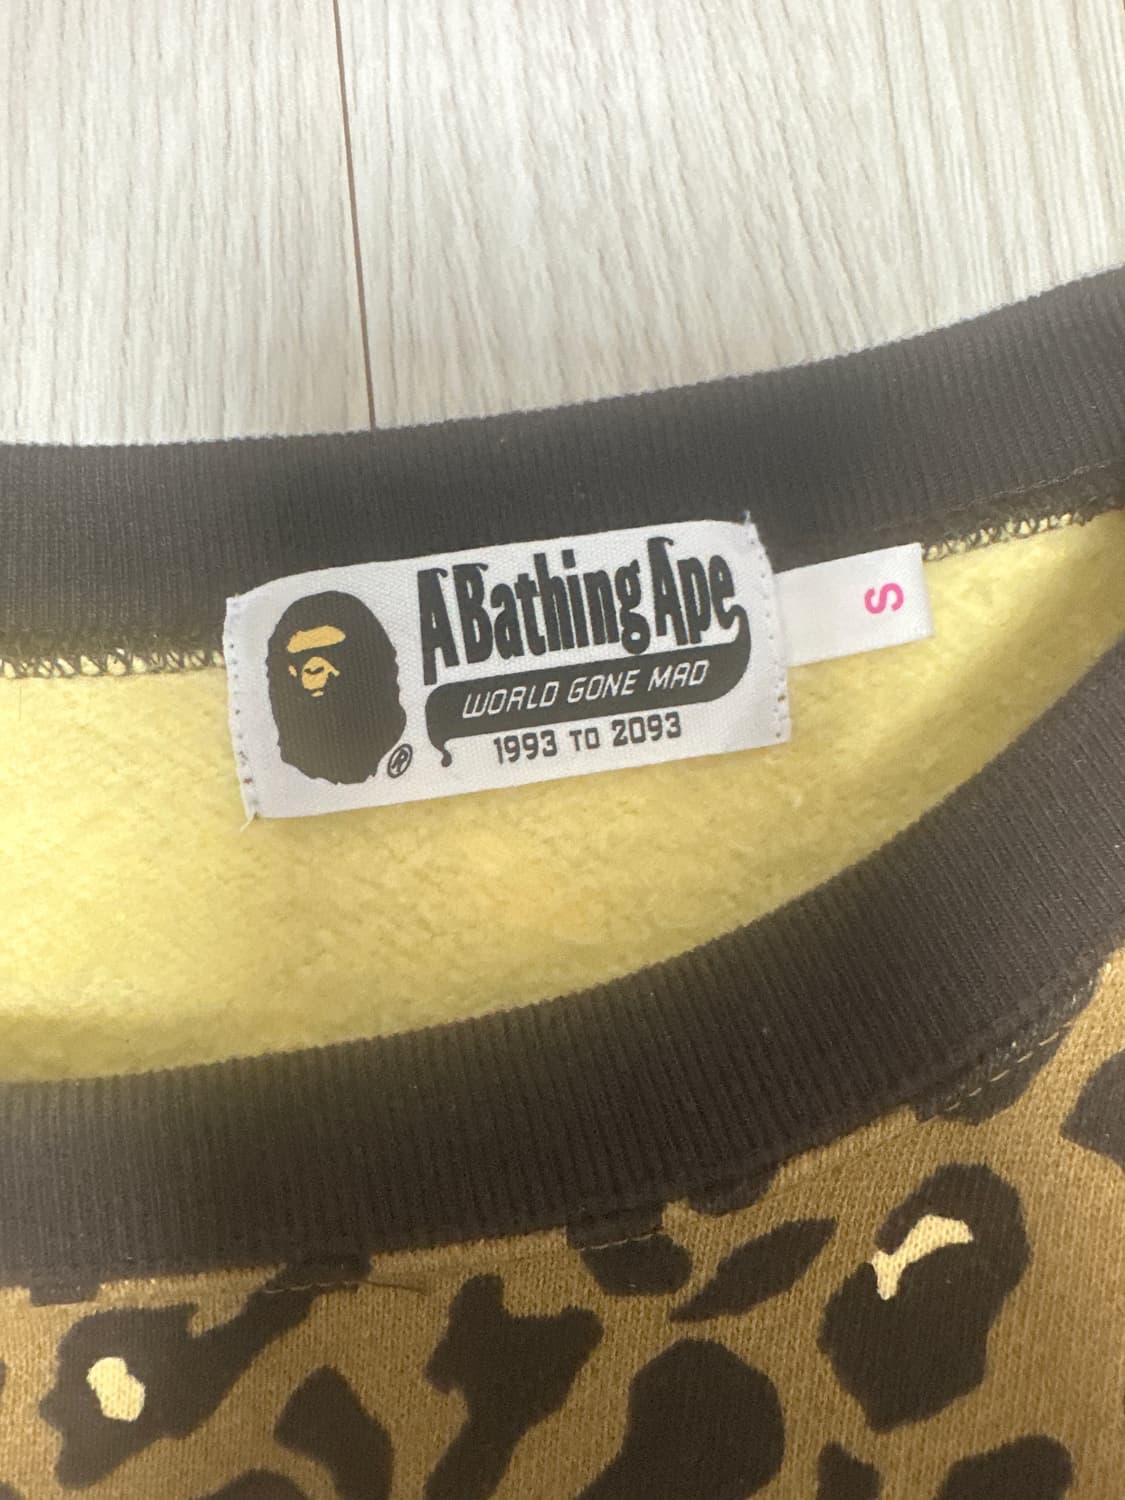 A Bathing Ape
WORLD GONE MAD
1993 TO 2093
®
S